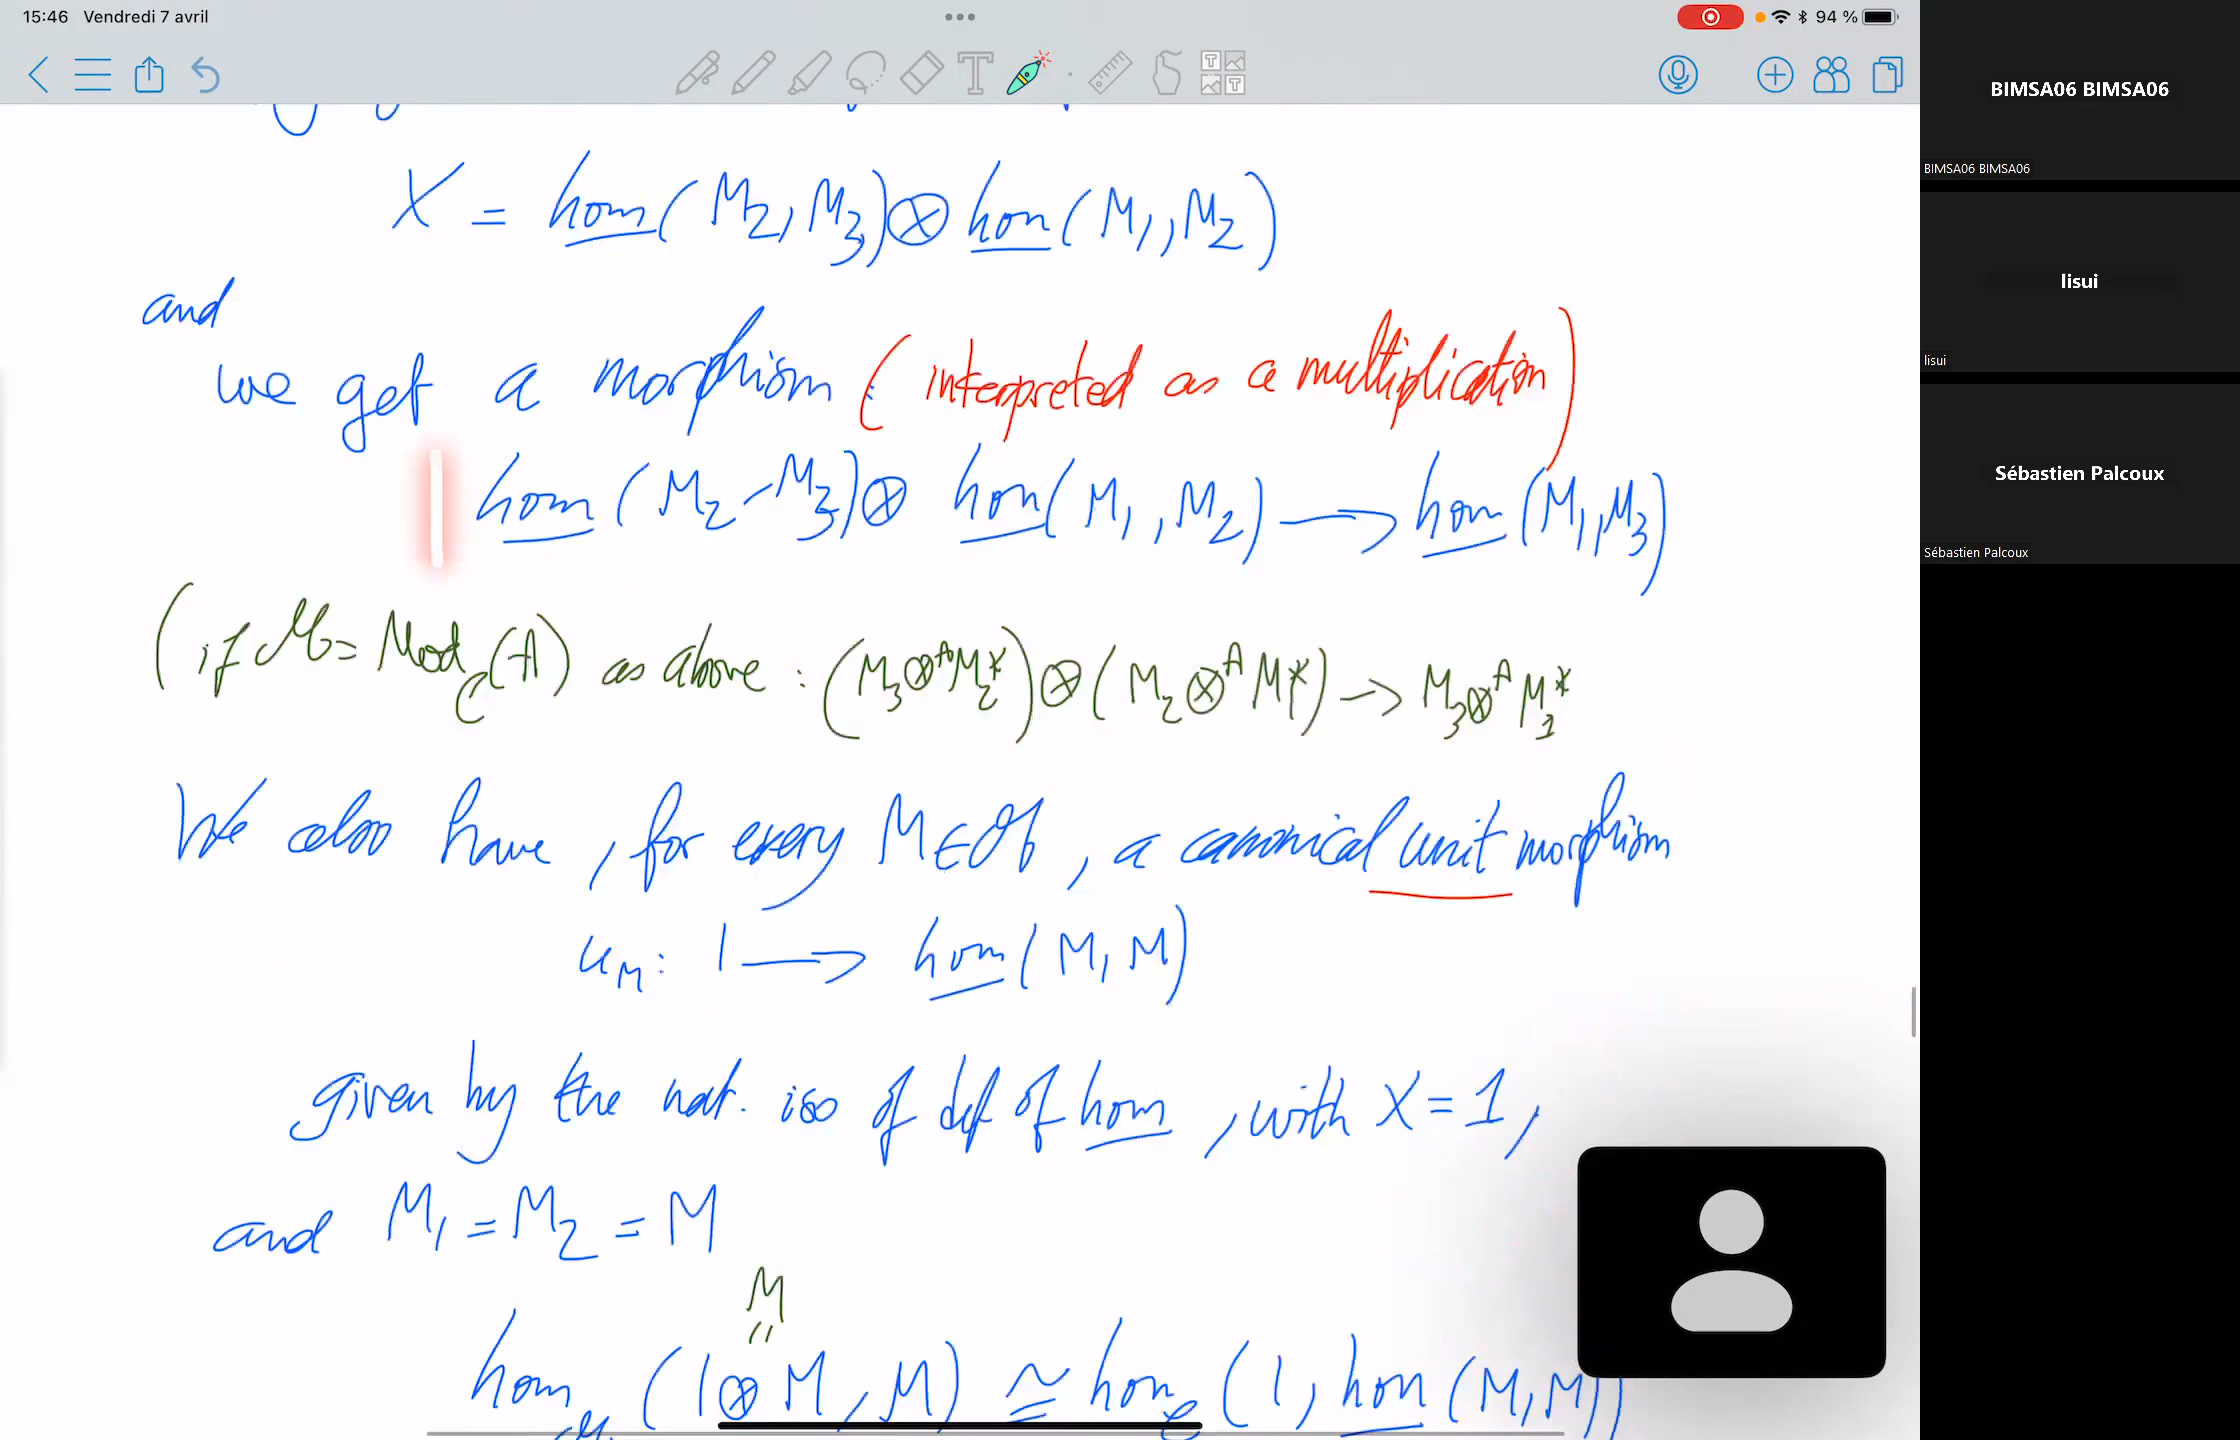 15:46 Vendredi 7 avril
94 %
X = hom(M₂, M₃) ⊗ hom(M₁, M₂)
and
we get a morphism: (interpreted as a multiplication)
hom(M₂, M₃) ⊗ hom(M₁, M₂) → hom(M₁, M₃)
(if ℳ = Mod_C(A) as above : (M₃ ⊗ᴬ M₂*) ⊗ (M₂ ⊗ᴬ M₁*) → M₃ ⊗ᴬ M₁*
We also have, for every M ∈ ℳ, a canonical unit morphism
u_M : 1 → hom(M, M)
given by the nat. iso of def of hom, with X = 1,
and M₁ = M₂ = M
M
"
hom_ℳ (1 ⊗ M, M) ≃ hom_C (1, hom(M, M))
BIMSA06 BIMSA06
BIMSA06 BIMSA06
lisui
lisui
Sébastien Palcoux
Sébastien Palcoux